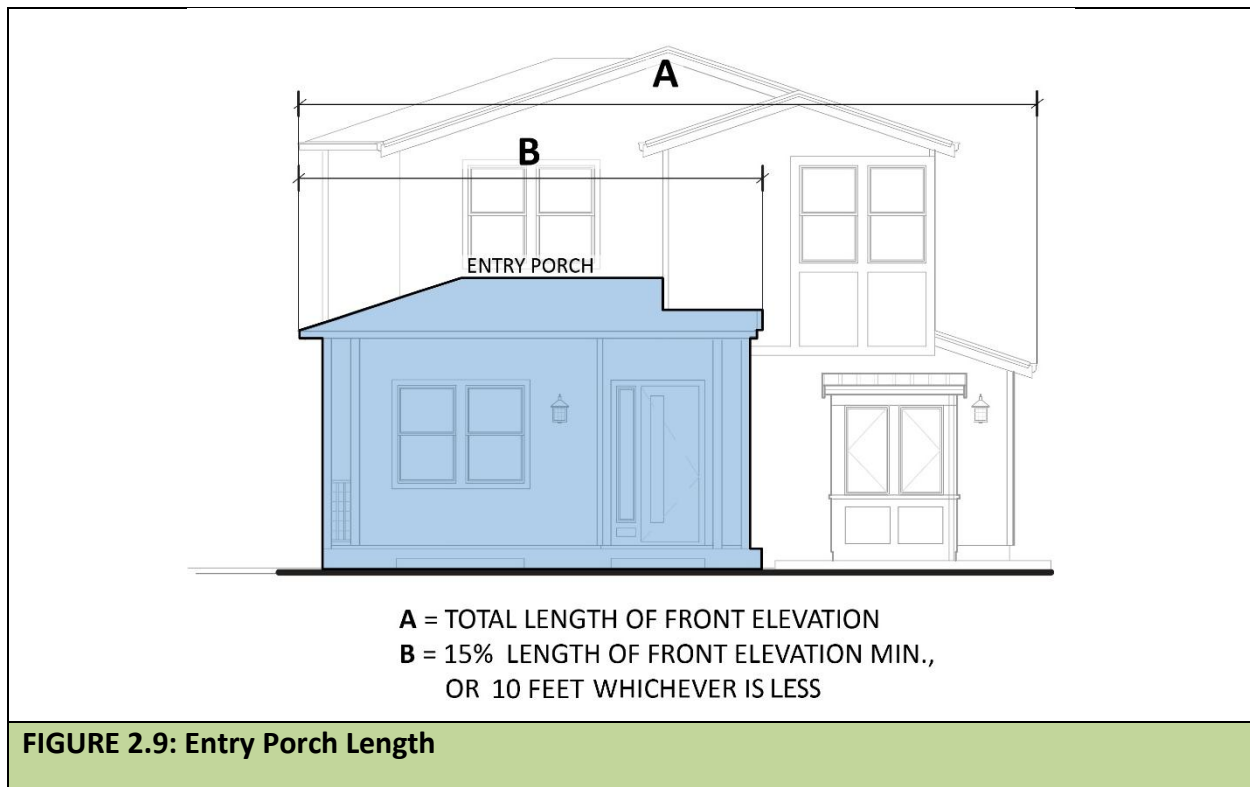 A
B
ENTRY PORCH
A = TOTAL LENGTH OF FRONT ELEVATION
B = 15% LENGTH OF FRONT ELEVATION MIN.,
OR 10 FEET WHICHEVER IS LESS
FIGURE 2.9: Entry Porch Length